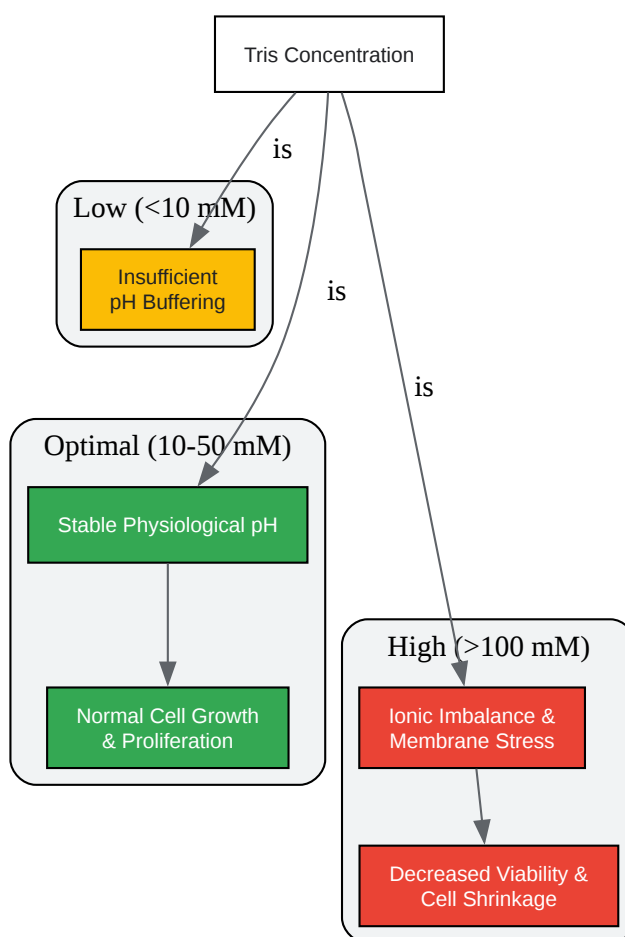 Tris Concentration
is
Low (<10 mM)
Insufficient
pH Buffering
is
is
Optimal (10-50 mM)
Stable Physiological pH
Normal Cell Growth
& Proliferation
High (>100 mM)
Ionic Imbalance &
Membrane Stress
Decreased Viability &
Cell Shrinkage